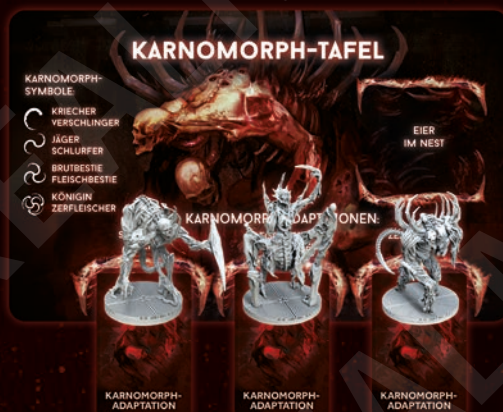 KARNOMORPH-TAFEL
KARNOMORPH-
SYMBOLE:
KRIECHER
VERSCHLINGER
JÄGER
SCHLURFER
BRUTBESTIE
FLEISCHBESTIE
KÖNIGIN
ZERFLEISCHER
EIER
IM NEST
KARNOMORPH-ADAPTATIONEN:
KARNOMORPH-
ADAPTATION
KARNOMORPH-
ADAPTATION
KARNOMORPH-
ADAPTATION